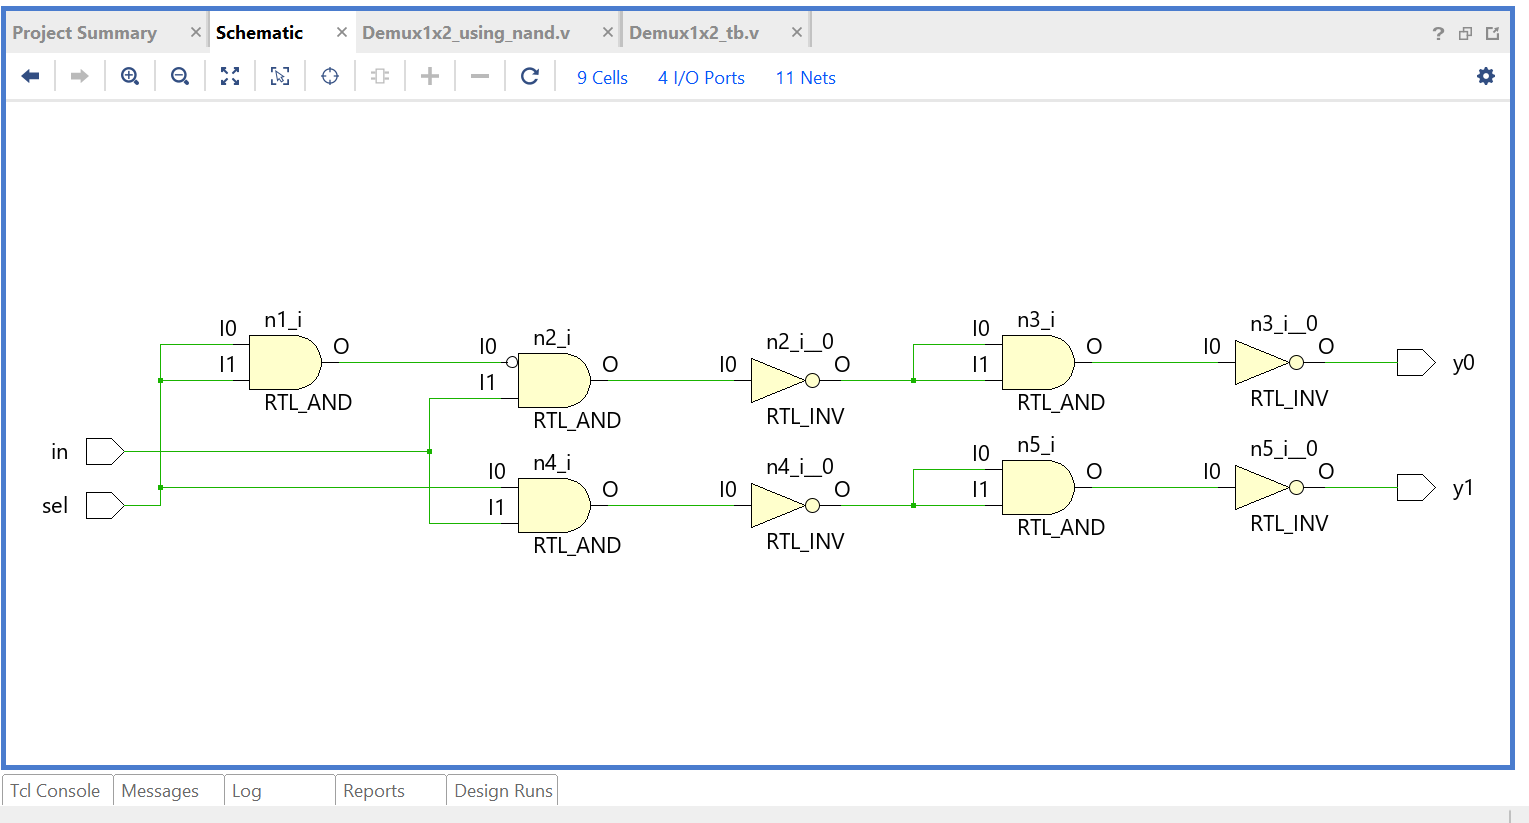 Project Summary
Schematic
Demux1x2_using_nand.v
Demux1x2_tb.v
9 Cells
4 I/O Ports
11 Nets
n1_i
I0
I1
O
RTL_AND
n2_i
I0
I1
O
RTL_AND
n2_i__0
I0
O
RTL_INV
n3_i
I0
I1
O
RTL_AND
n3_i__0
I0
O
RTL_INV
y0
in
sel
n4_i
I0
I1
O
RTL_AND
n4_i__0
I0
O
RTL_INV
n5_i
I0
I1
O
RTL_AND
n5_i__0
I0
O
RTL_INV
y1
Tcl Console
Messages
Log
Reports
Design Runs